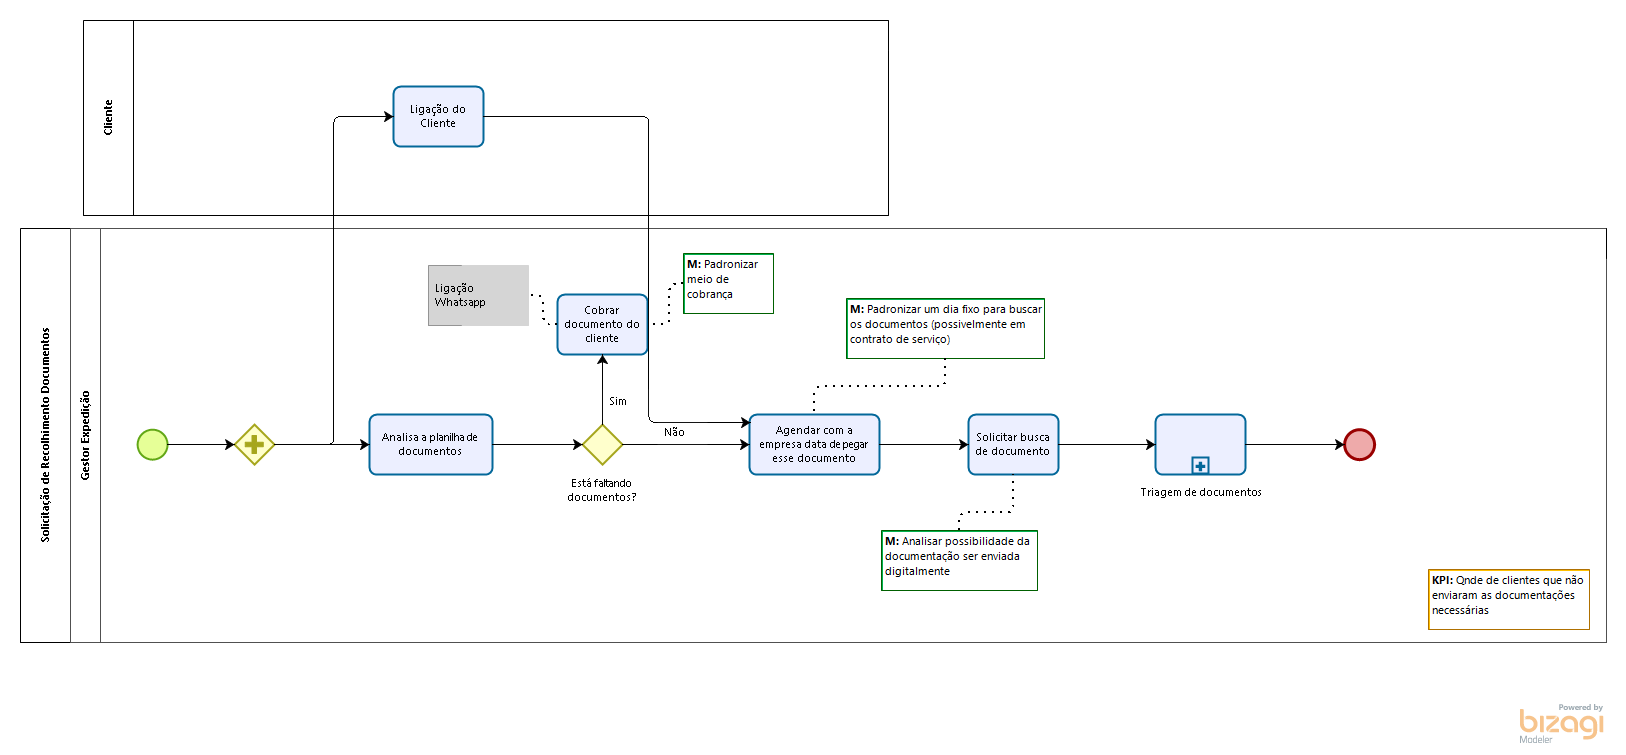 Cliente
Ligação do
Cliente
Solicitação de Recolhimento Documentos
Gestor Expedição
Ligação
Whatsapp
Cobrar
documento do
cliente
M: Padronizar
meio de
cobrança
M: Padronizar um dia fixo para buscar
os documentos (possivelmente em
contrato de serviço)
Sim
Não
Analisa a planilha de
documentos
Está faltando
documentos?
Agendar com a
empresa data de pegar
esse documento
Solicitar busca
de documento
Triagem de documentos
M: Analisar possibilidade da
documentação ser enviada
digitalmente
KPI: Qnde de clientes que não
enviaram as documentações
necessárias
Powered by
bizagi
Modeler